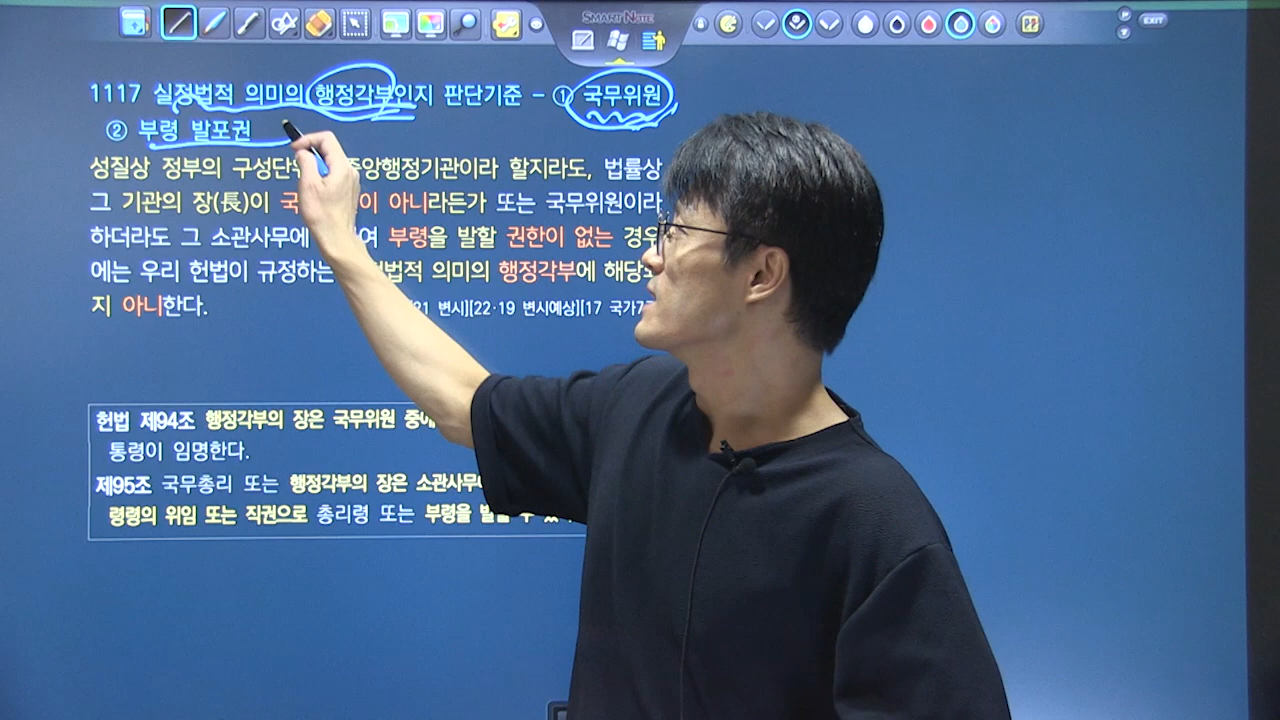 SMART NOTE
EXIT
1117 실정법적 의미의 행정각부인지 판단기준 – ① 국무위원
② 부령 발포권
성질상 정부의 구성단위 중앙행정기관이라 할지라도, 법률상
그 기관의 장(長)이 국 이 아니라든가 또는 국무위원이라
하더라도 그 소관사무에 여 부령을 발할 권한이 없는 경우
에는 우리 헌법이 규정하는 법적 의미의 행정각부에 해당
지 아니한다.
21 변시][22·19 변시예상][17 국가7
헌법 제94조 행정각부의 장은 국무위원 중에
통령이 임명한다.
제95조 국무총리 또는 행정각부의 장은 소관사무
령령의 위임 또는 직권으로 총리령 또는 부령을 발할 수